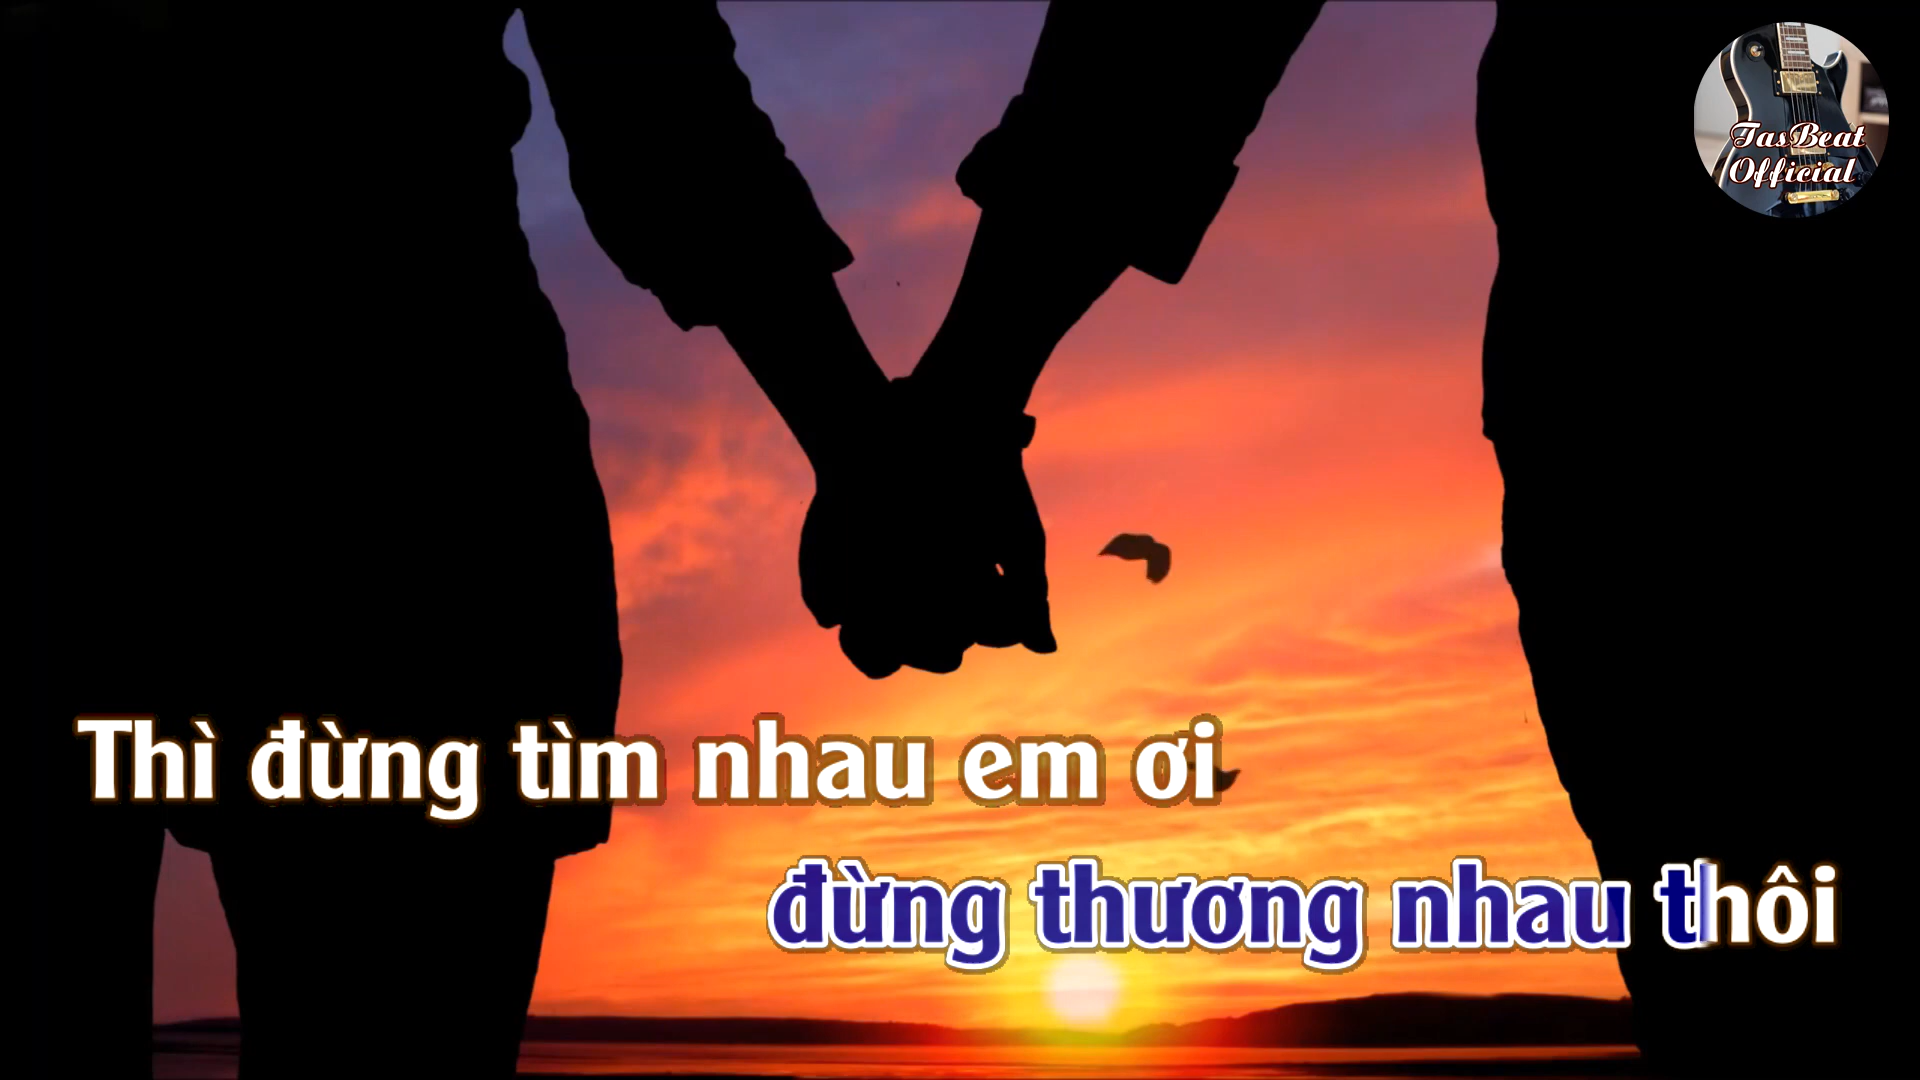 TasBeat
Official
Thì đừng tìm nhau em ơi
đừng thương nhau thôi